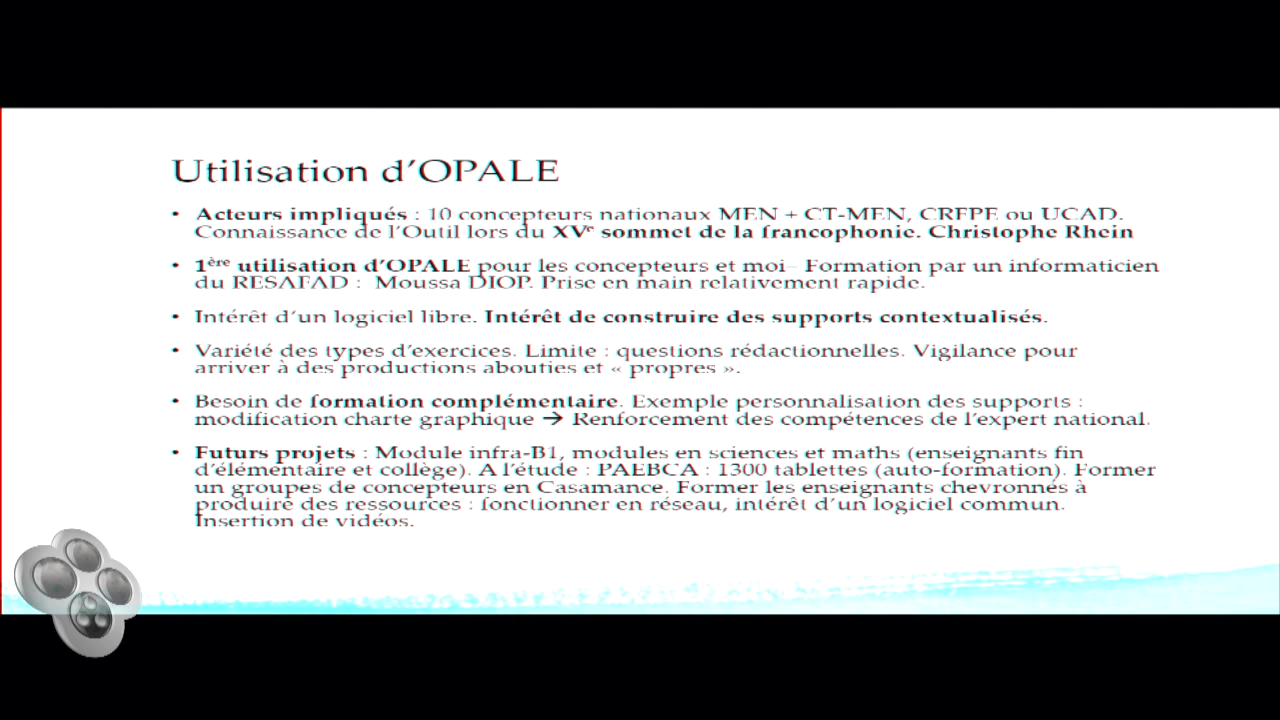 Utilisation d'OPALE
• Acteurs impliqués : 10 concepteurs nationaux MEN + CT-MEN, CRFPE ou UCAD.
Connaissance de l'Outil lors du XVe sommet de la francophonie. Christophe Rhein
• 1ère utilisation d'OPALE pour les concepteurs et moi– Formation par un informaticien
du RESAFAD : Moussa DIOP. Prise en main relativement rapide.
• Intérêt d'un logiciel libre. Intérêt de construire des supports contextualisés.
• Variété des types d'exercices. Limite : questions rédactionnelles. Vigilance pour
arriver à des productions abouties et « propres ».
• Besoin de formation complémentaire. Exemple personnalisation des supports :
modification charte graphique → Renforcement des compétences de l'expert national.
• Futurs projets : Module infra-B1, modules en sciences et maths (enseignants fin
d'élémentaire et collège). A l'étude : PAEBCA : 1300 tablettes (auto-formation). Former
un groupes de concepteurs en Casamance. Former les enseignants chevronnés à
produire des ressources : fonctionner en réseau, intérêt d'un logiciel commun.
Insertion de vidéos.